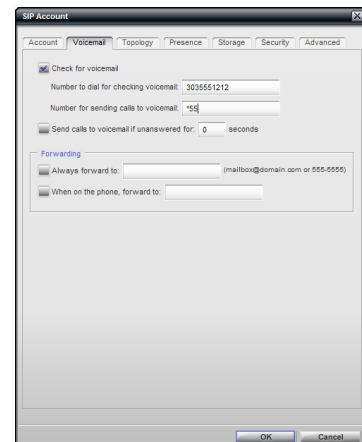 SIP Account
Account Voicemail Topology Presence Storage Security Advanced
Check for voicemail
Number to dial for checking voicemail: 3035551212
Number for sending calls to voicemail: *55
Send calls to voicemail if unanswered for: 0 seconds
Forwarding
Always forward to: (mailbox@domain.com or 555-5555)
When on the phone, forward to:
OK Cancel